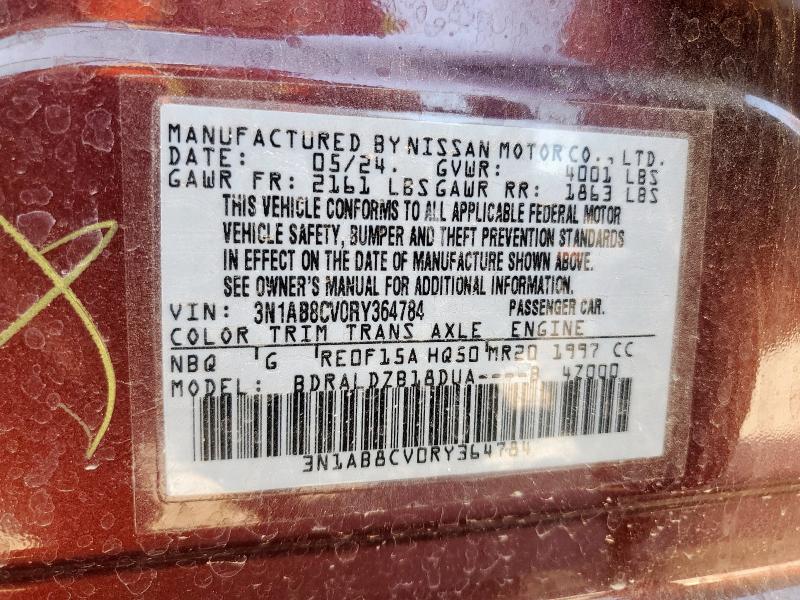 MANUFACTURED BY NISSAN MOTOR CO., LTD.
DATE: 05/24. GVWR: 4001 LBS
GAWR FR: 2161 LBS GAWR RR: 1863 LBS
THIS VEHICLE CONFORMS TO ALL APPLICABLE FEDERAL MOTOR
VEHICLE SAFETY, BUMPER AND THEFT PREVENTION STANDARDS
IN EFFECT ON THE DATE OF MANUFACTURE SHOWN ABOVE.
SEE OWNER'S MANUAL FOR ADDITIONAL INFORMATION.
VIN: 3N1AB8CV0RY364784 PASSENGER CAR.
COLOR TRIM TRANS AXLE ENGINE
NBQ G RE0F15A HQ50 MR20 1997 CC
MODEL: BDRALDZB18DUA----B 47000
3N1AB8CV0RY364784